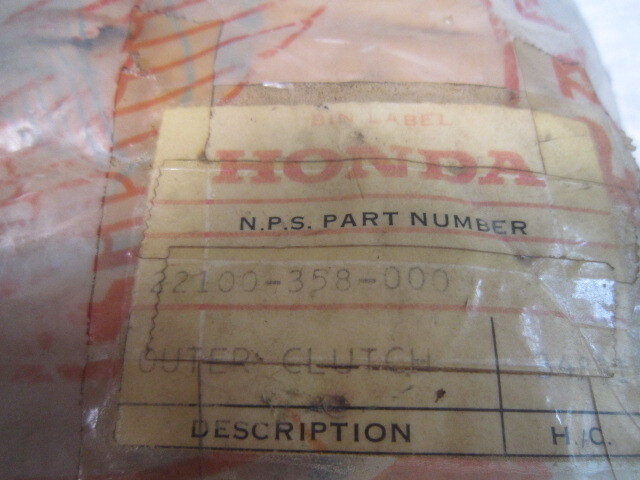 BIN LABEL
HONDA
N.P.S. PART NUMBER
22100-358-000
OUTER CLUTCH
DESCRIPTION H./C.